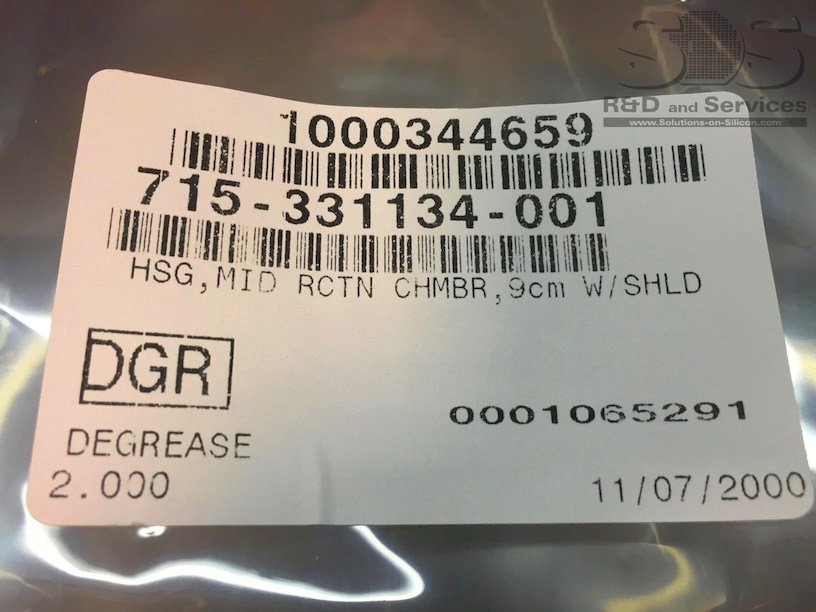 SDS
R&D and Services
www.Solutions-on-Silicon.com
1000344659
715-331134-001
HSG,MID RCTN CHMBR,9cm W/SHLD
DGR
0001065291
DEGREASE
2.000
11/07/2000